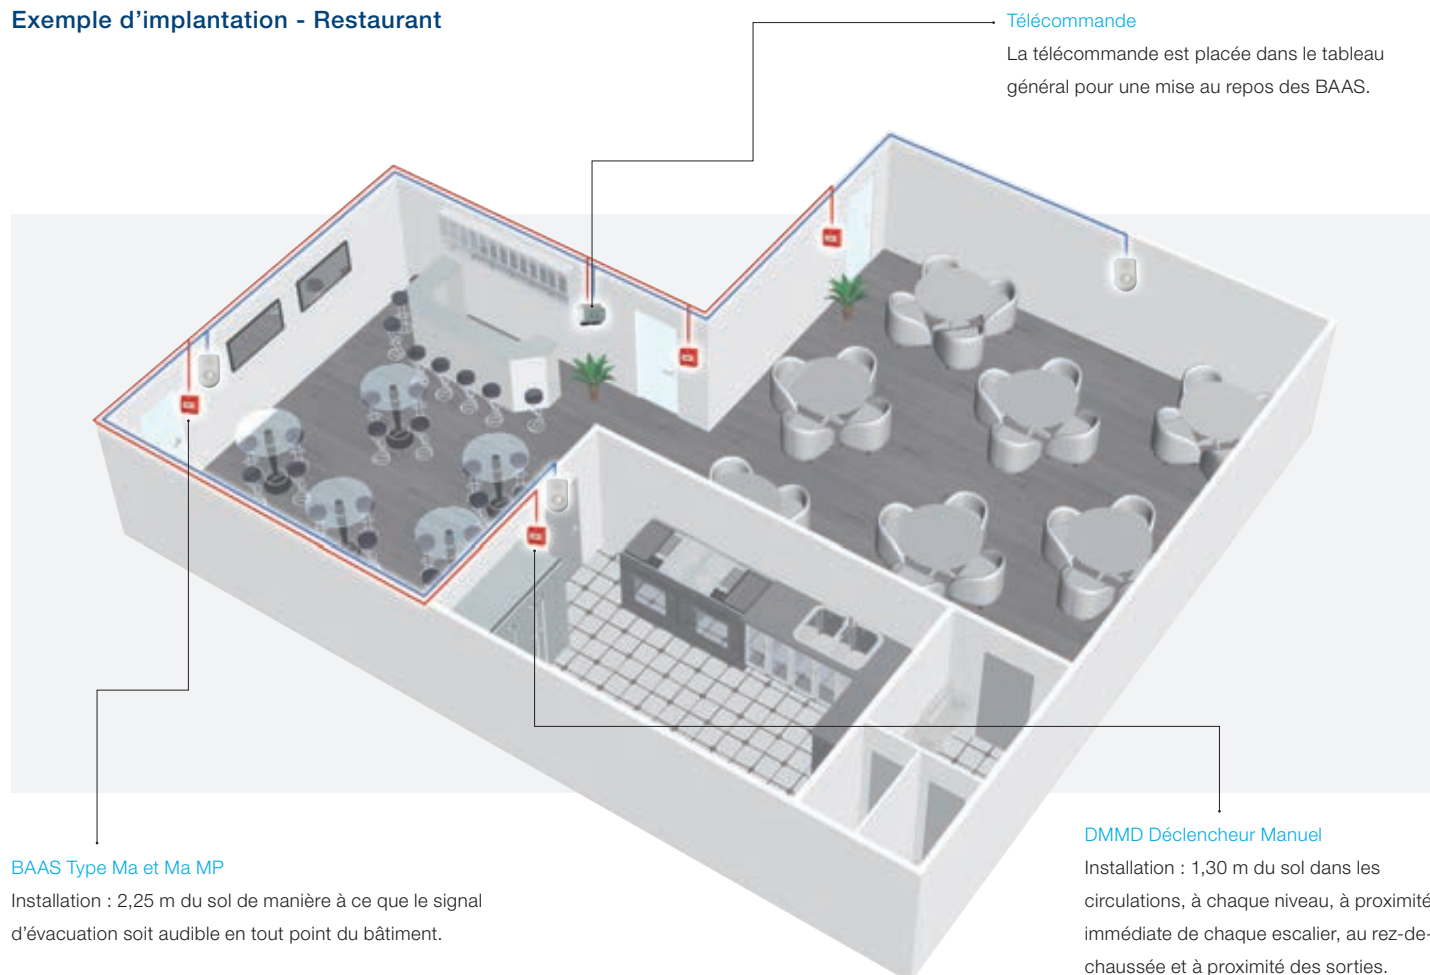 Exemple d’implantation - Restaurant
Télécommande
La télécommande est placée dans le tableau
général pour une mise au repos des BAAS.
BAAS Type Ma et Ma MP
Installation : 2,25 m du sol de manière à ce que le signal
d’évacuation soit audible en tout point du bâtiment.
DMMD Déclencheur Manuel
Installation : 1,30 m du sol dans les
circulations, à chaque niveau, à proximité
immédiate de chaque escalier, au rez-de-
chaussée et à proximité des sorties.